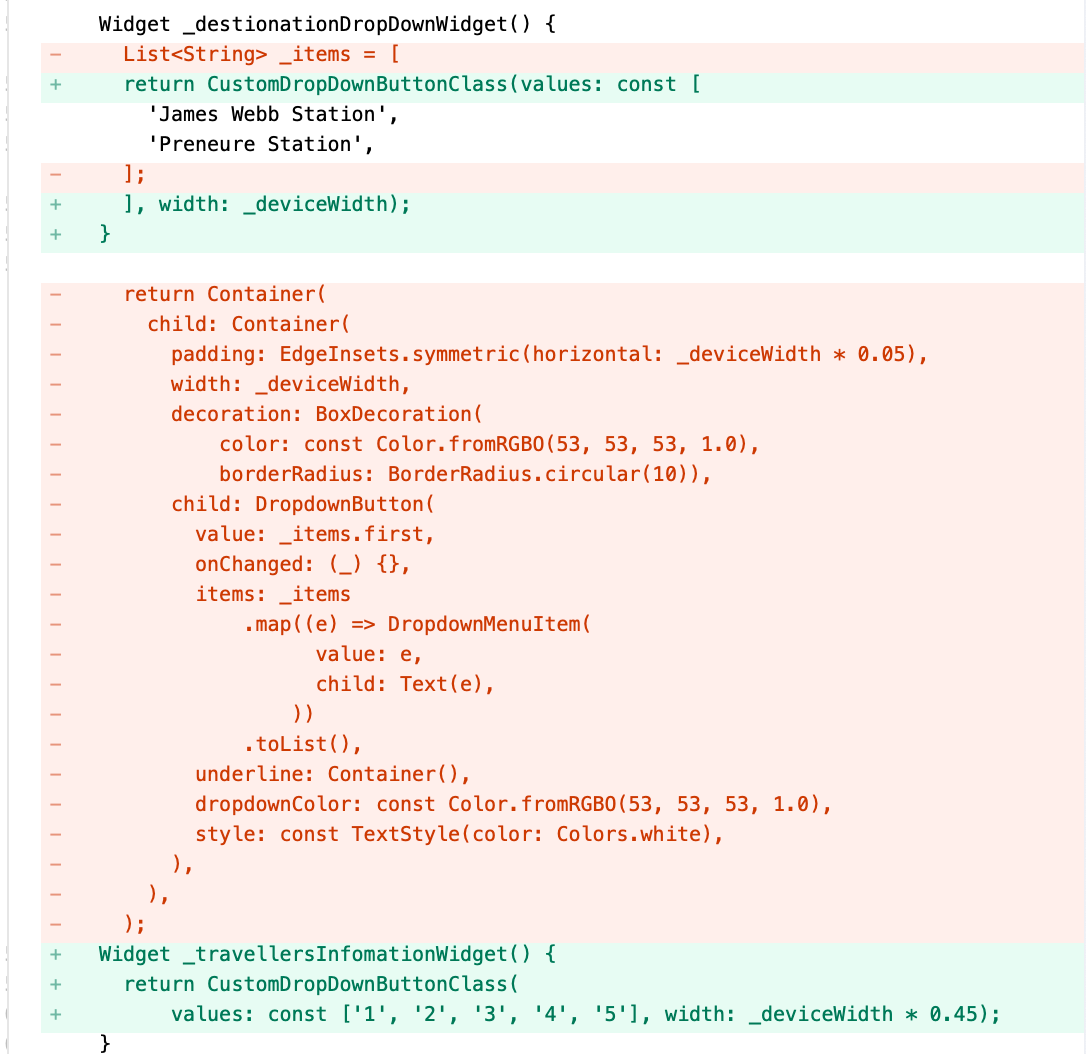 Widget _destionationDropDownWidget() {
- List<String> _items = [
+ return CustomDropDownButtonClass(values: const [
'James Webb Station',
'Preneure Station',
- ];
+ ], width: _deviceWidth);
+ }
- return Container(
- child: Container(
- padding: EdgeInsets.symmetric(horizontal: _deviceWidth * 0.05),
- width: _deviceWidth,
- decoration: BoxDecoration(
- color: const Color.fromRGBO(53, 53, 53, 1.0),
- borderRadius: BorderRadius.circular(10)),
- child: DropdownButton(
- value: _items.first,
- onChanged: (_) {},
- items: _items
- .map((e) => DropdownMenuItem(
- value: e,
- child: Text(e),
- ))
- .toList(),
- underline: Container(),
- dropdownColor: const Color.fromRGBO(53, 53, 53, 1.0),
- style: const TextStyle(color: Colors.white),
- ),
- ),
- );
+ Widget _travellersInfomationWidget() {
+ return CustomDropDownButtonClass(
+ values: const ['1', '2', '3', '4', '5'], width: _deviceWidth * 0.45);
}